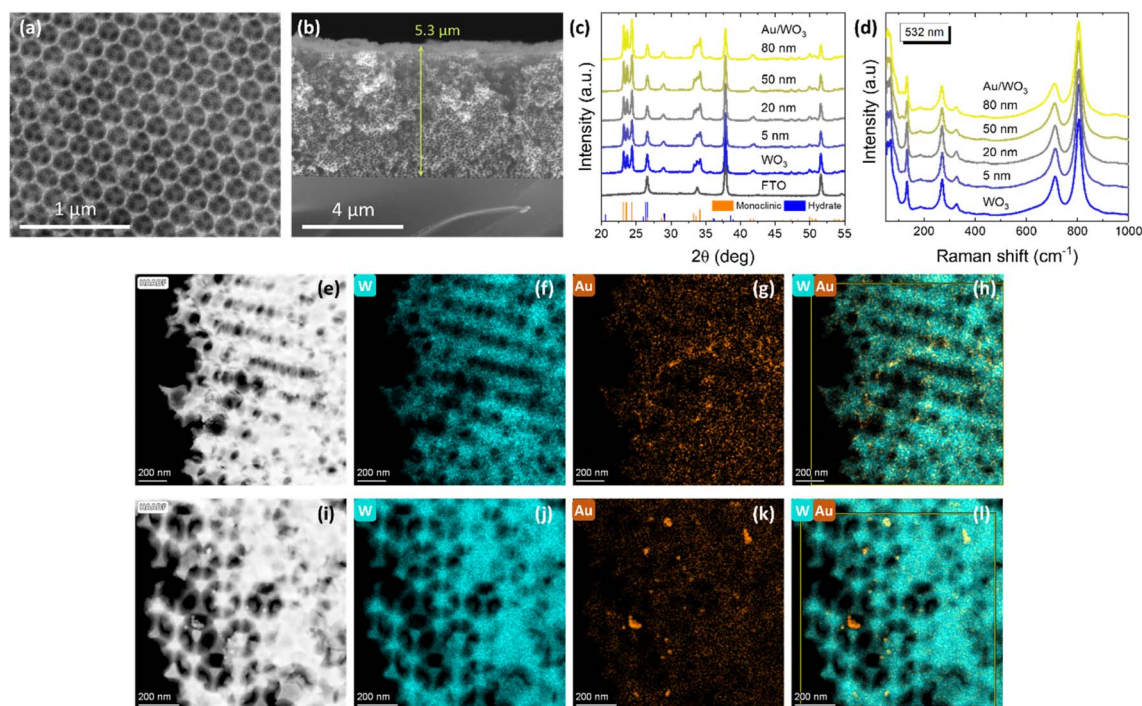 (a)
1 μm
(b)
5.3 μm
4 μm
(c)
Intensity (a.u.)
Au/WO₃
80 nm
50 nm
20 nm
5 nm
WO₃
FTO
Monoclinic
Hydrate
20 25 30 35 40 45 50 55
2θ (deg)
(d)
532 nm
Intensity (a.u)
Au/WO₃
80 nm
50 nm
20 nm
5 nm
WO₃
200 400 600 800 1000
Raman shift (cm⁻¹)
HAADF
(e)
200 nm
W
(f)
200 nm
Au
(g)
200 nm
W Au
(h)
200 nm
HAADF
(i)
200 nm
W
(j)
200 nm
Au
(k)
200 nm
W Au
(l)
200 nm